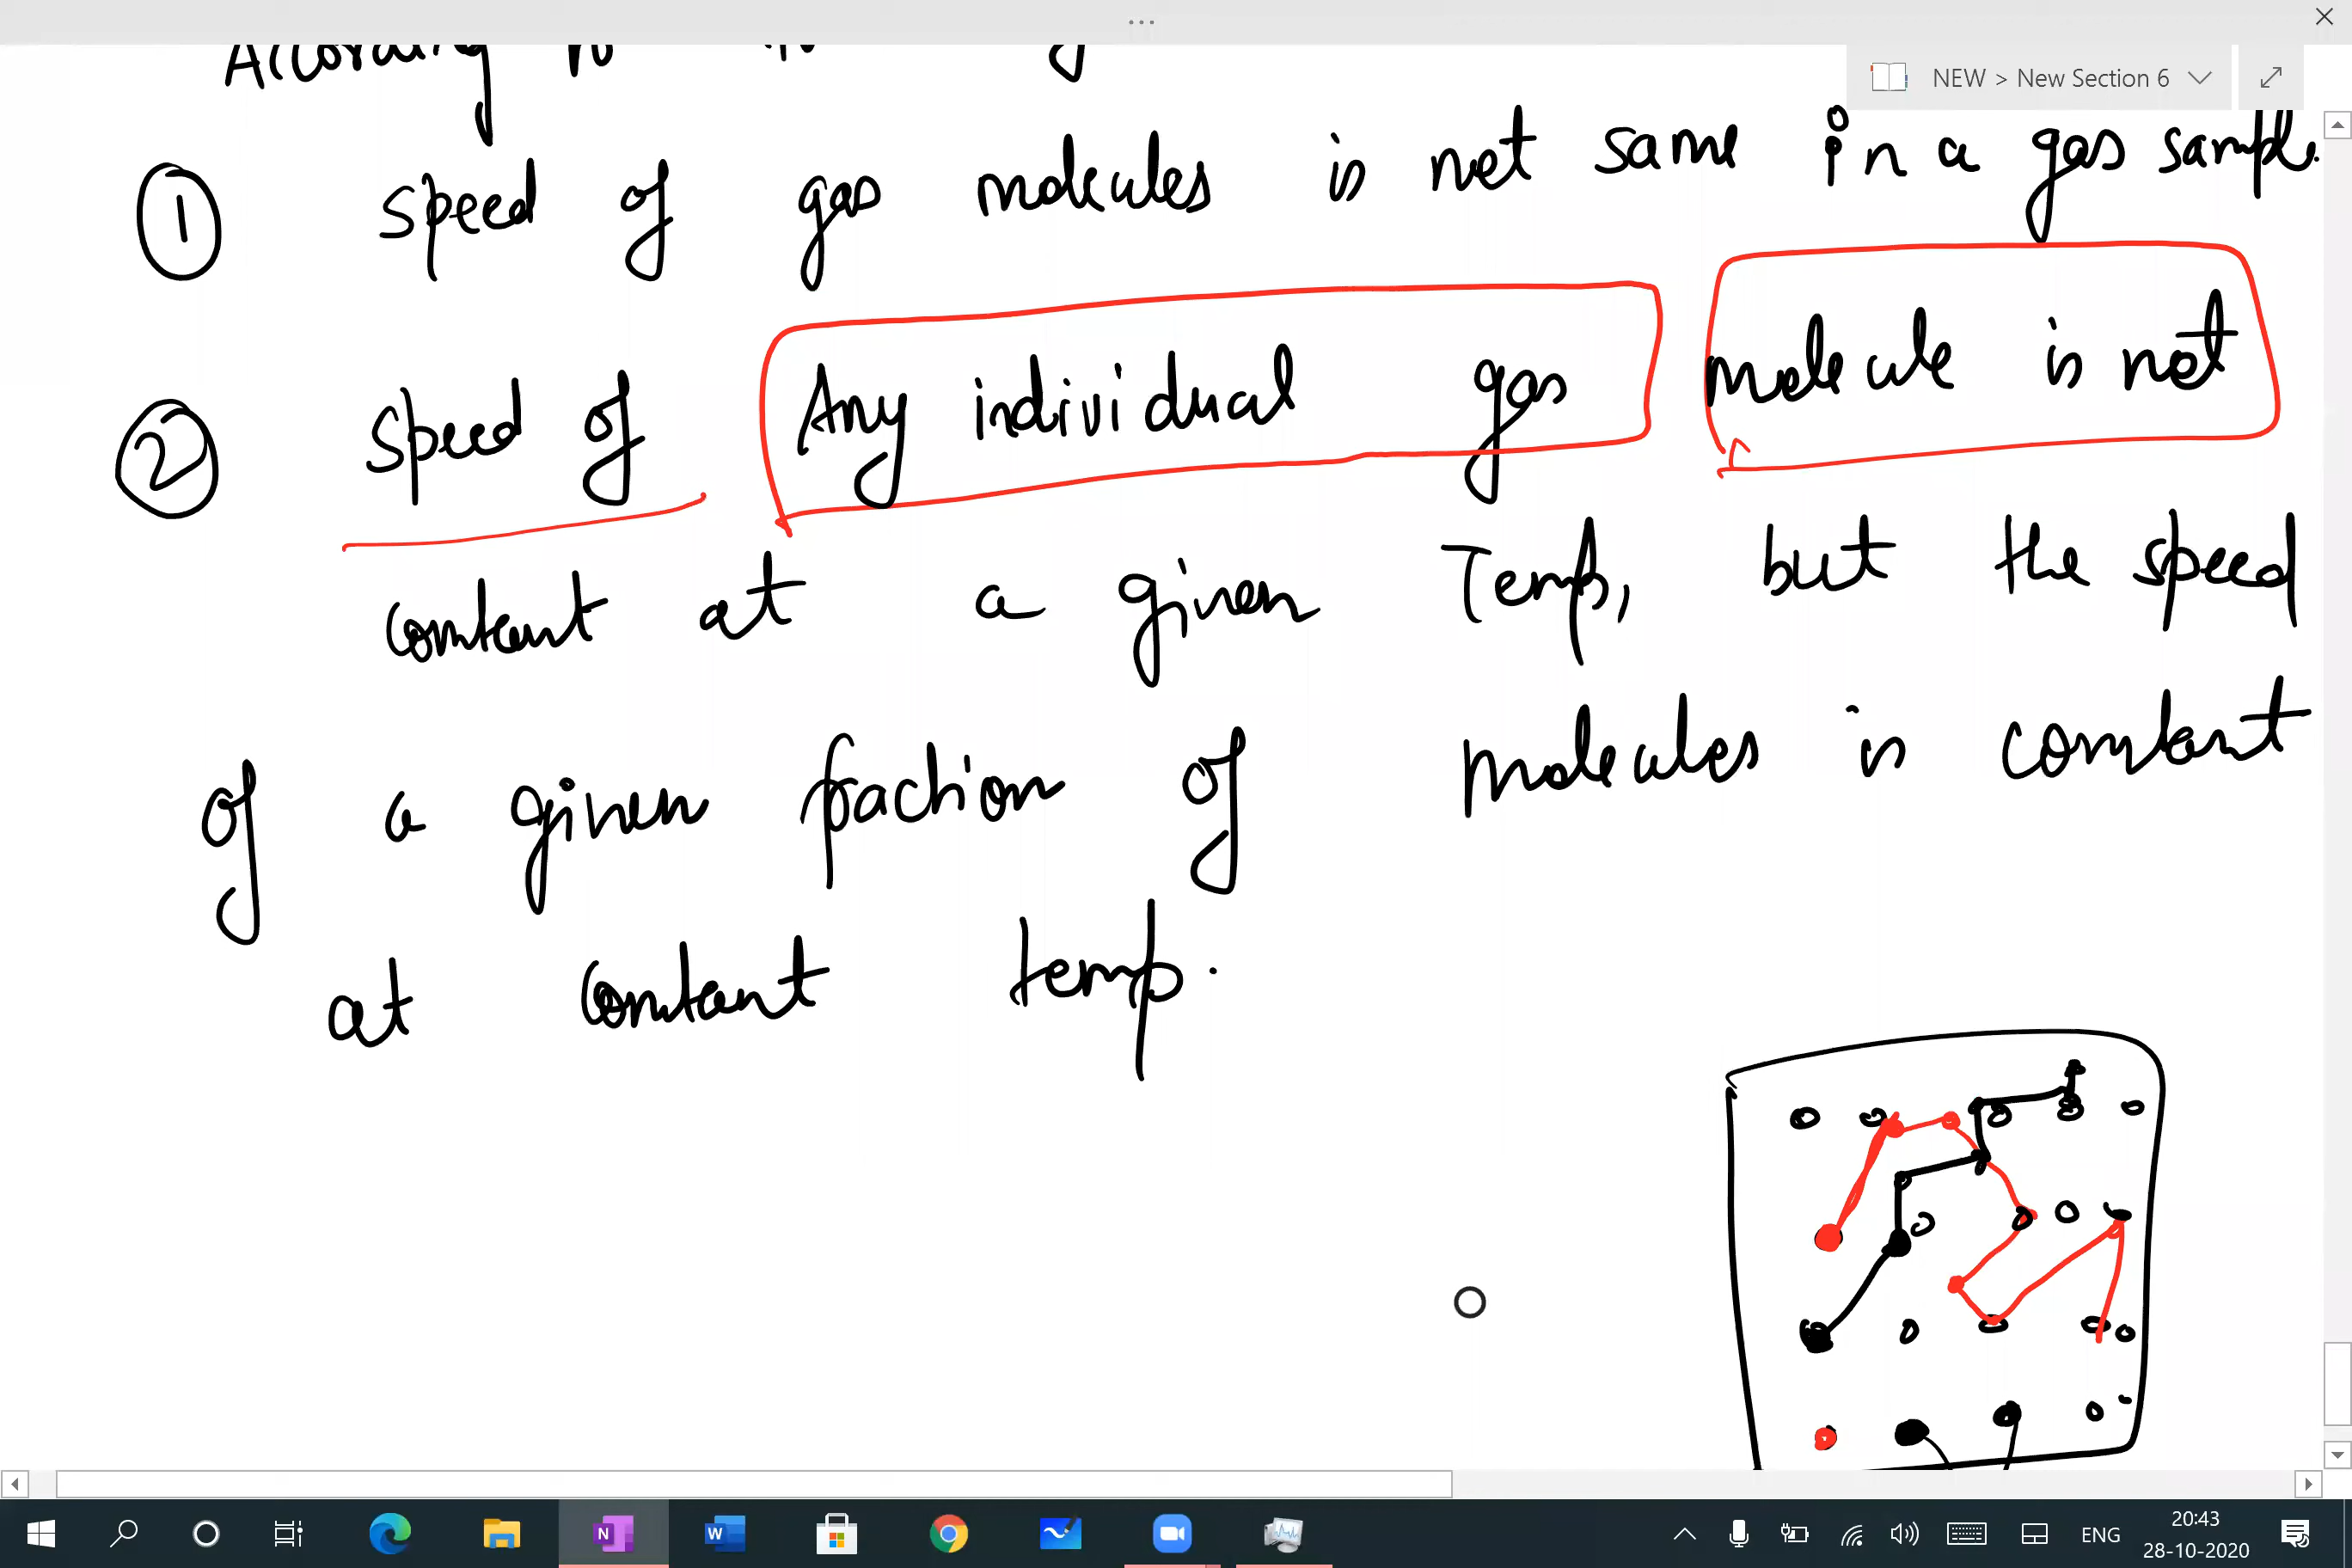 NEW > New Section 6
According
① speed of gas molecules is not same in a gas sample.
② speed of Any individual gas molecule is not
constant at a given Temp, but the speed
of a given fraction of molecules is constant
at constant temp.
ENG
20:43
28-10-2020